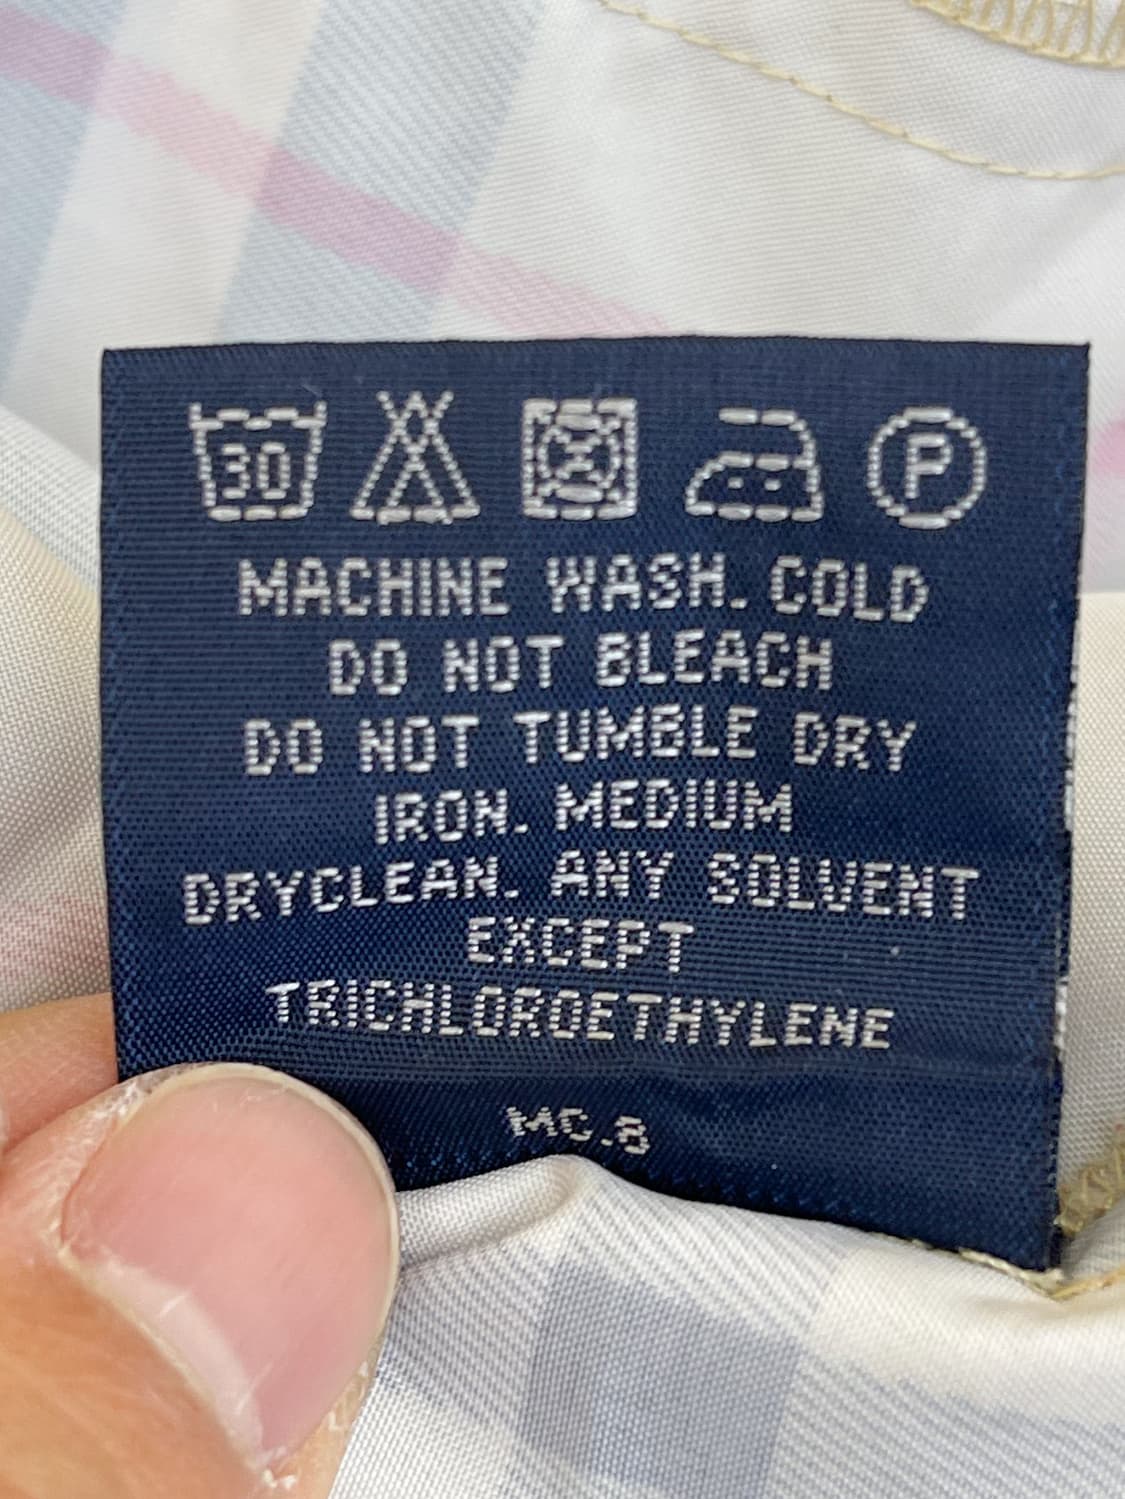 30 P
MACHINE WASH. COLD
DO NOT BLEACH
DO NOT TUMBLE DRY
IRON. MEDIUM
DRYCLEAN. ANY SOLVENT
EXCEPT
TRICHLOROETHYLENE
MC.8